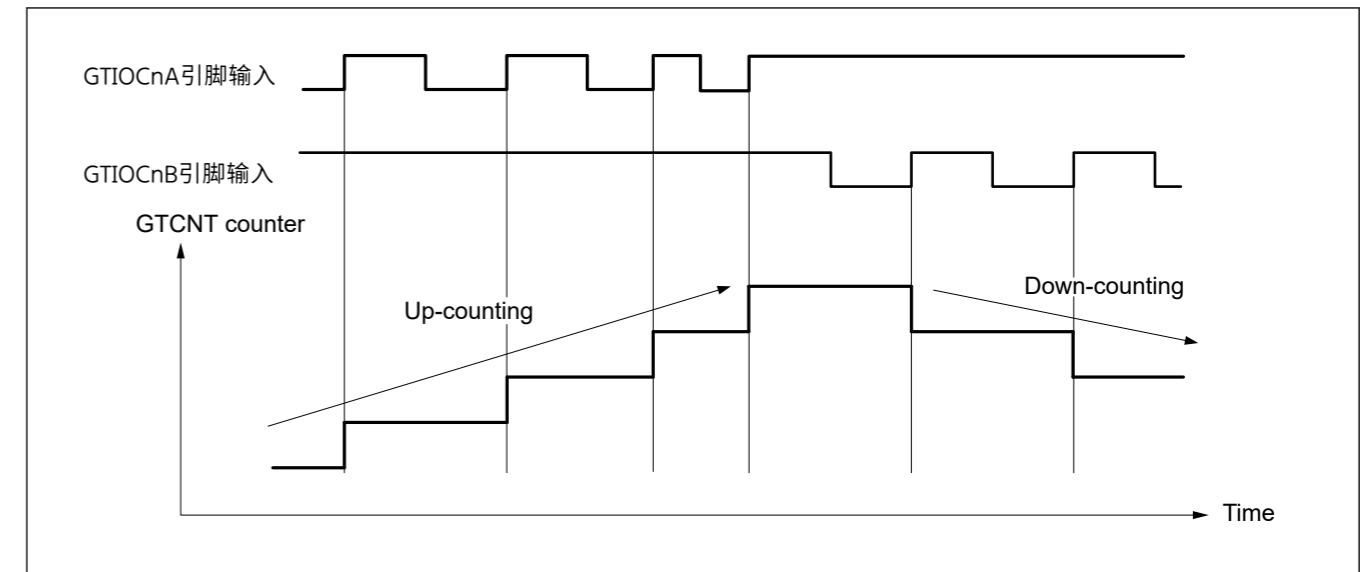 GTIOCnA引脚输入
GTIOCnB引脚输入
GTCNT counter
Up-counting
Down-counting
Time